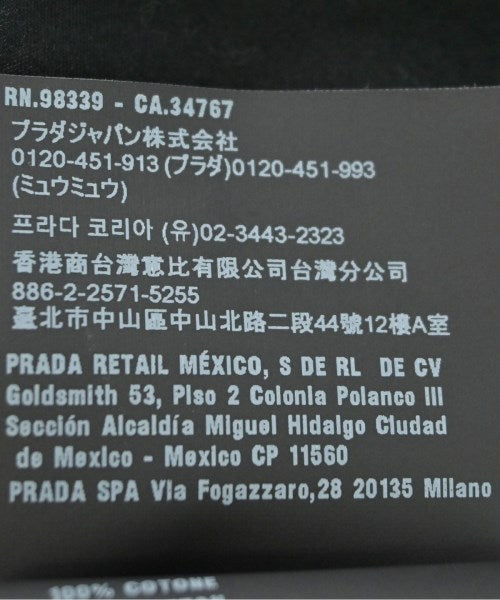 RN.98339 - CA.34767
プラダジャパン株式会社
0120-451-913(プラダ)0120-451-993
(ミュウミュウ)
프라다 코리아 (유)02-3443-2323
香港商台灣惠比有限公司台灣分公司
886-2-2571-5255
臺北市中山區中山北路二段44號12樓A室
PRADA RETAIL MÉXICO, S DE RL DE CV
Goldsmith 53, Piso 2 Colonia Polanco III
Sección Alcaldía Miguel Hidalgo Ciudad
de Mexico - Mexico CP 11560
PRADA SPA Via Fogazzaro,28 20135 Milano
100% COTONE